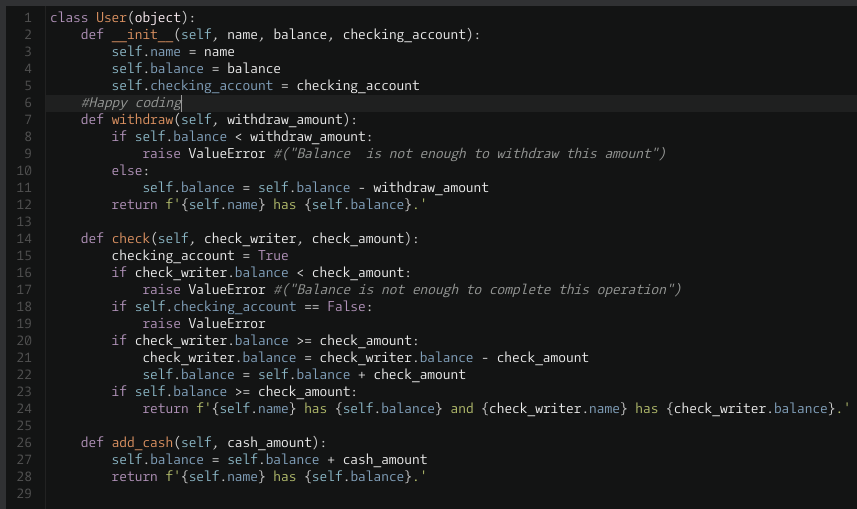 1 class User(object):
2     def __init__(self, name, balance, checking_account):
3         self.name = name
4         self.balance = balance
5         self.checking_account = checking_account
6     #Happy coding
7     def withdraw(self, withdraw_amount):
8         if self.balance < withdraw_amount:
9             raise ValueError #("Balance  is not enough to withdraw this amount")
10         else:
11             self.balance = self.balance - withdraw_amount
12         return f'{self.name} has {self.balance}.'
13
14     def check(self, check_writer, check_amount):
15         checking_account = True
16         if check_writer.balance < check_amount:
17             raise ValueError #("Balance is not enough to complete this operation")
18         if self.checking_account == False:
19             raise ValueError
20         if check_writer.balance >= check_amount:
21             check_writer.balance = check_writer.balance - check_amount
22             self.balance = self.balance + check_amount
23         if self.balance >= check_amount:
24             return f'{self.name} has {self.balance} and {check_writer.name} has {check_writer.balance}.'
25
26     def add_cash(self, cash_amount):
27         self.balance = self.balance + cash_amount
28         return f'{self.name} has {self.balance}.'
29